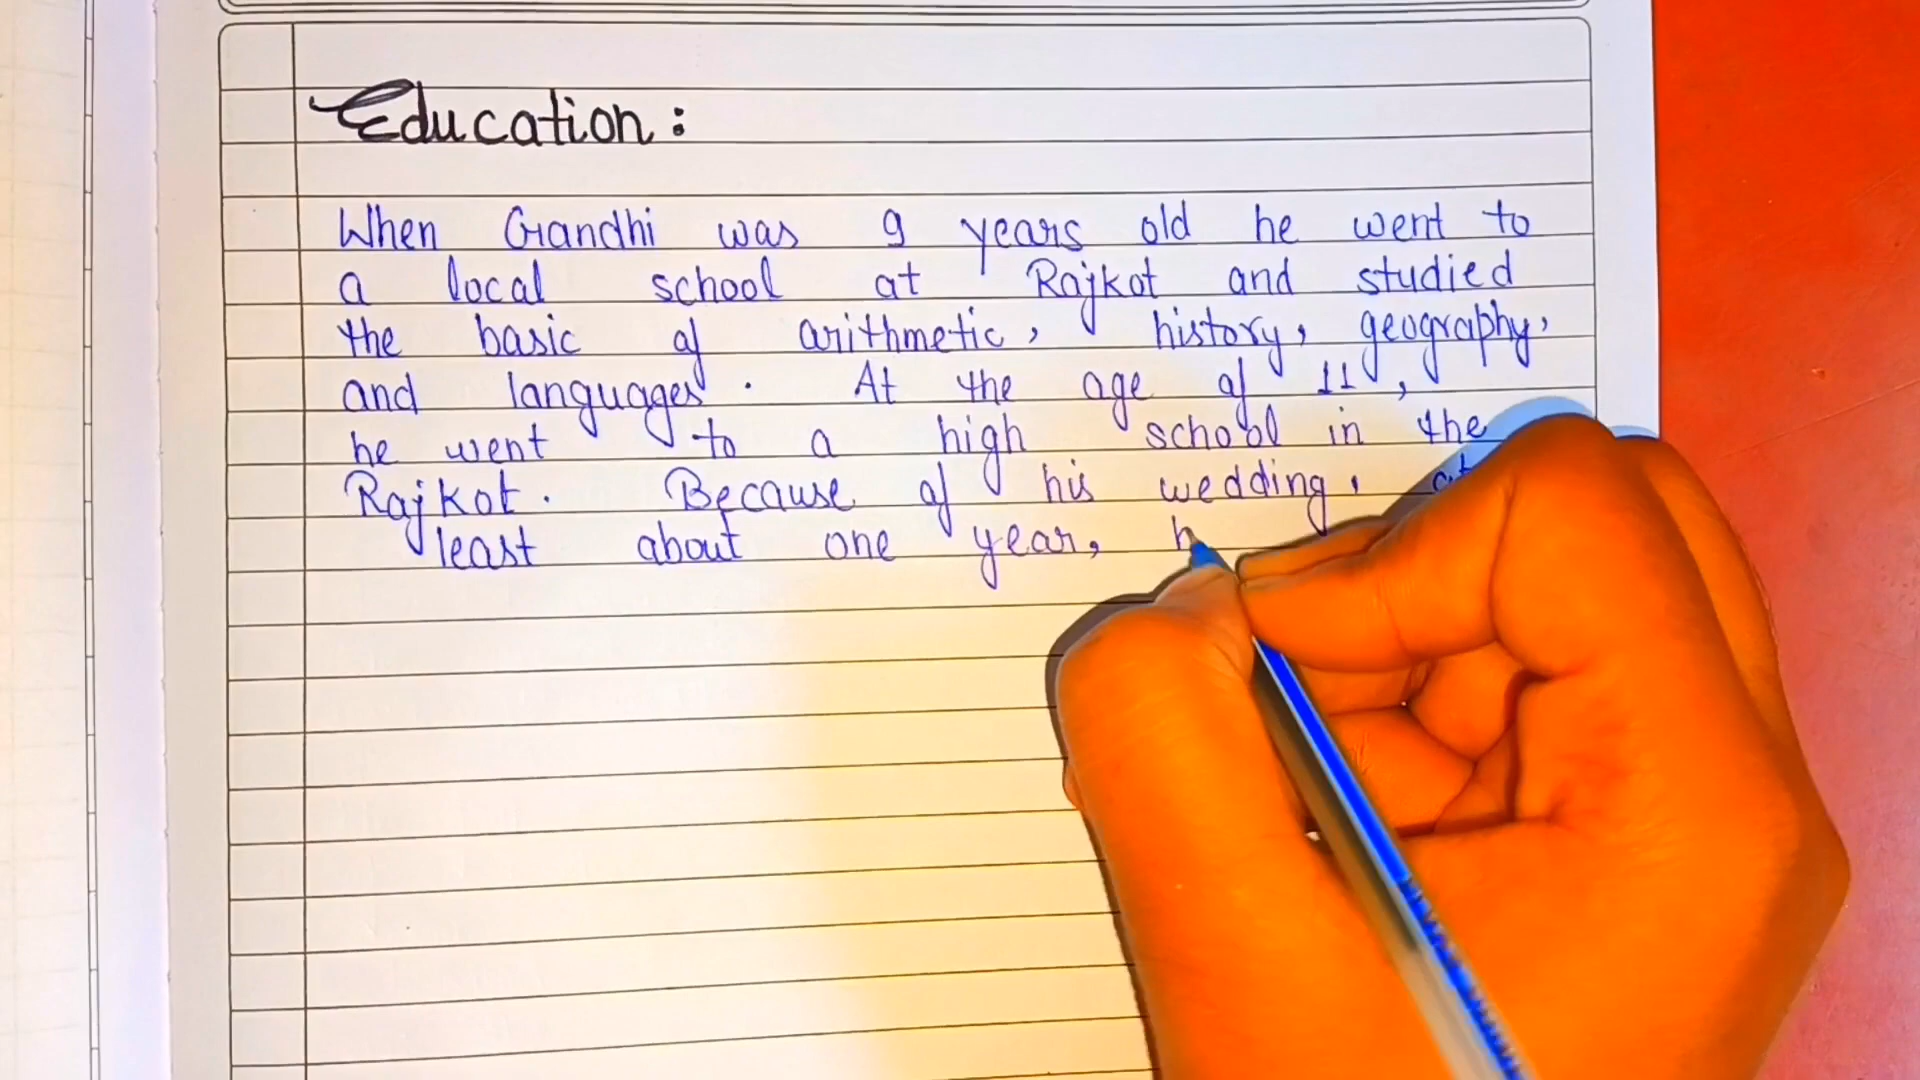 Education:
When Gandhi was 9 years old he went to
a local school at Rajkot and studied
the basic of arithmetic, history, geography,
and languages. At the age of 11,
he went to a high school in the
Rajkot. Because of his wedding, at
least about one year, h